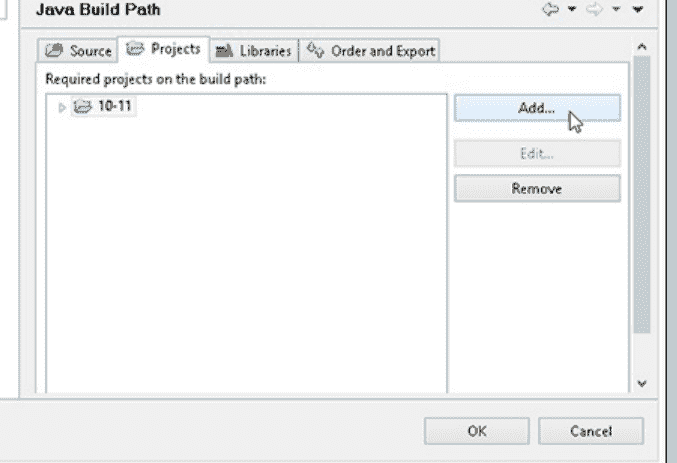 Java Build Path
Source Projects Libraries Order and Export
Required projects on the build path:
10-11
Add...
Edit...
Remove
OK Cancel